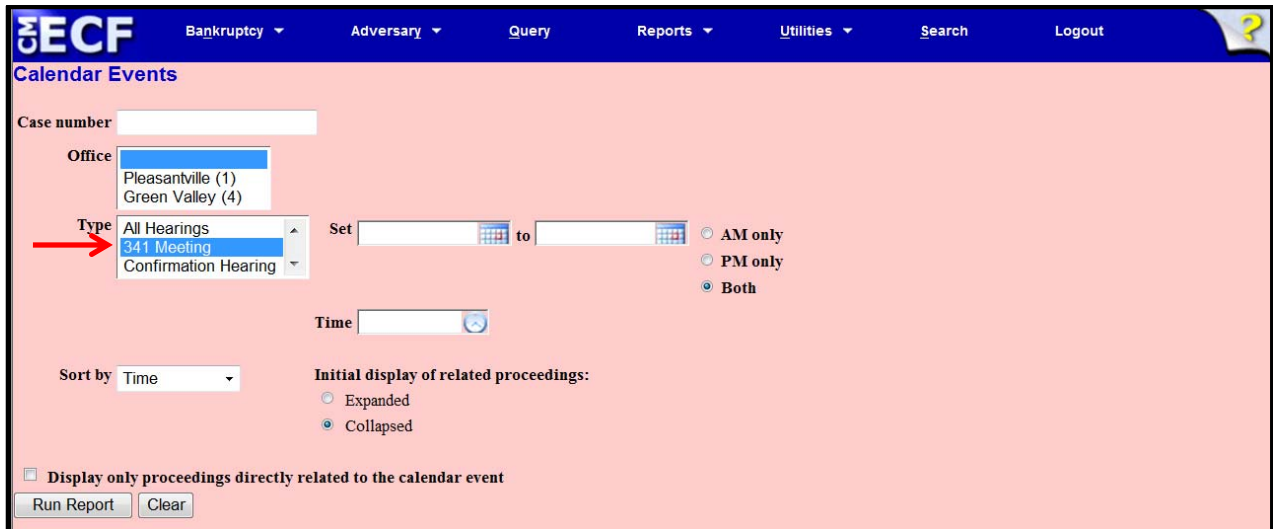 CM ECF Bankruptcy Adversary Query Reports Utilities Search Logout ?
Calendar Events
Case number
Office
Pleasantville (1)
Green Valley (4)
Type All Hearings Set to AM only
341 Meeting PM only
Confirmation Hearing Both
Time
Sort by Time Initial display of related proceedings:
Expanded
Collapsed
Display only proceedings directly related to the calendar event
Run Report Clear